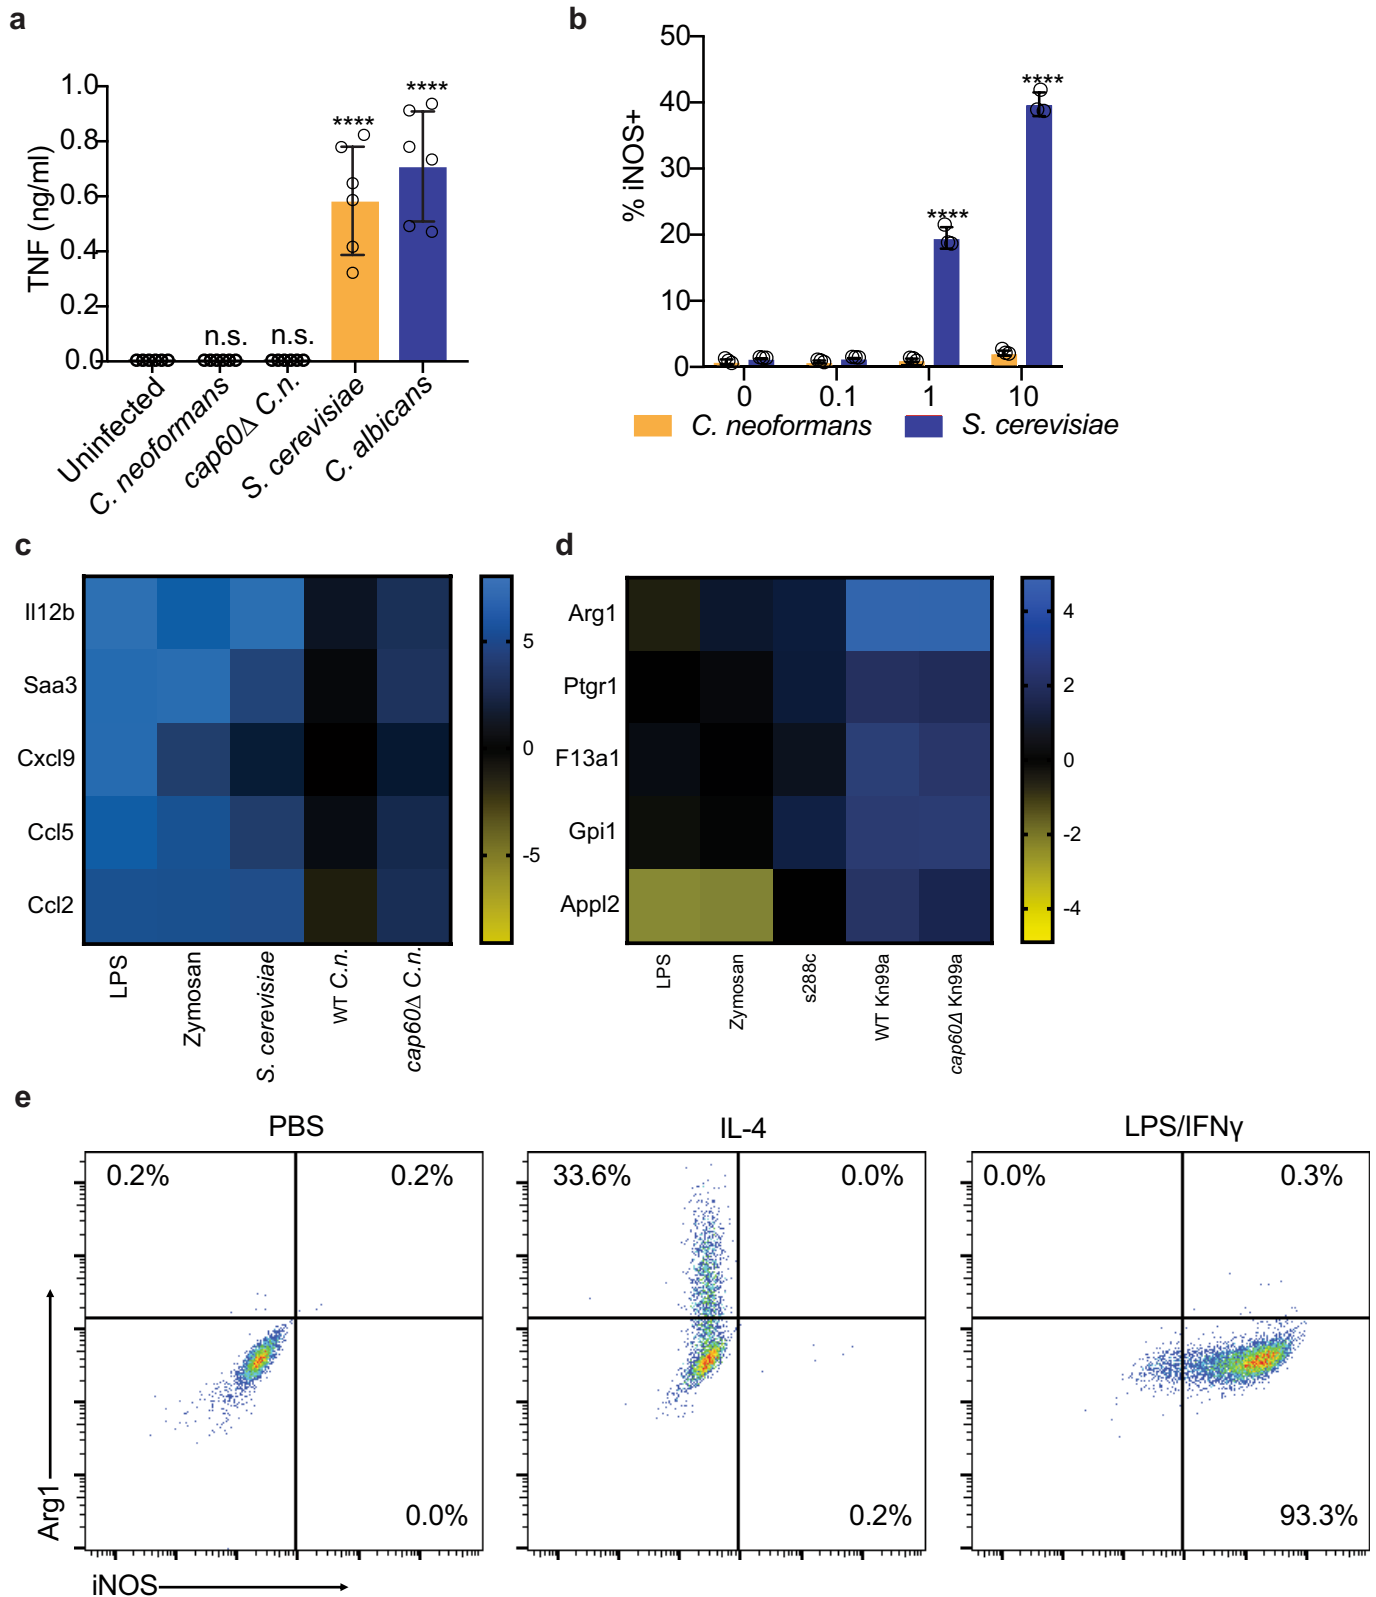 a
b
1.0
0.8
0.6
0.4
0.2
0.0
TNF (ng/ml)
****
****
n.s.
n.s.
Uninfected
C. neoformans
cap60Δ C.n.
S. cerevisiae
C. albicans
50
40
30
20
10
0
% iNOS+
****
****
0 0.1 1 10
C. neoformans S. cerevisiae
c
d
Il12b
Saa3
Cxcl9
Ccl5
Ccl2
LPS
Zymosan
S. cerevisiae
WT C.n.
cap60Δ C.n.
5
0
-5
Arg1
Ptgr1
F13a1
Gpi1
Appl2
LPS
Zymosan
s288c
WT Kn99a
cap60Δ Kn99a
4
2
0
-2
-4
e
PBS
IL-4
LPS/IFNγ
0.2% 0.2%
0.0%
33.6% 0.0%
0.2%
0.0% 0.3%
93.3%
Arg1
iNOS